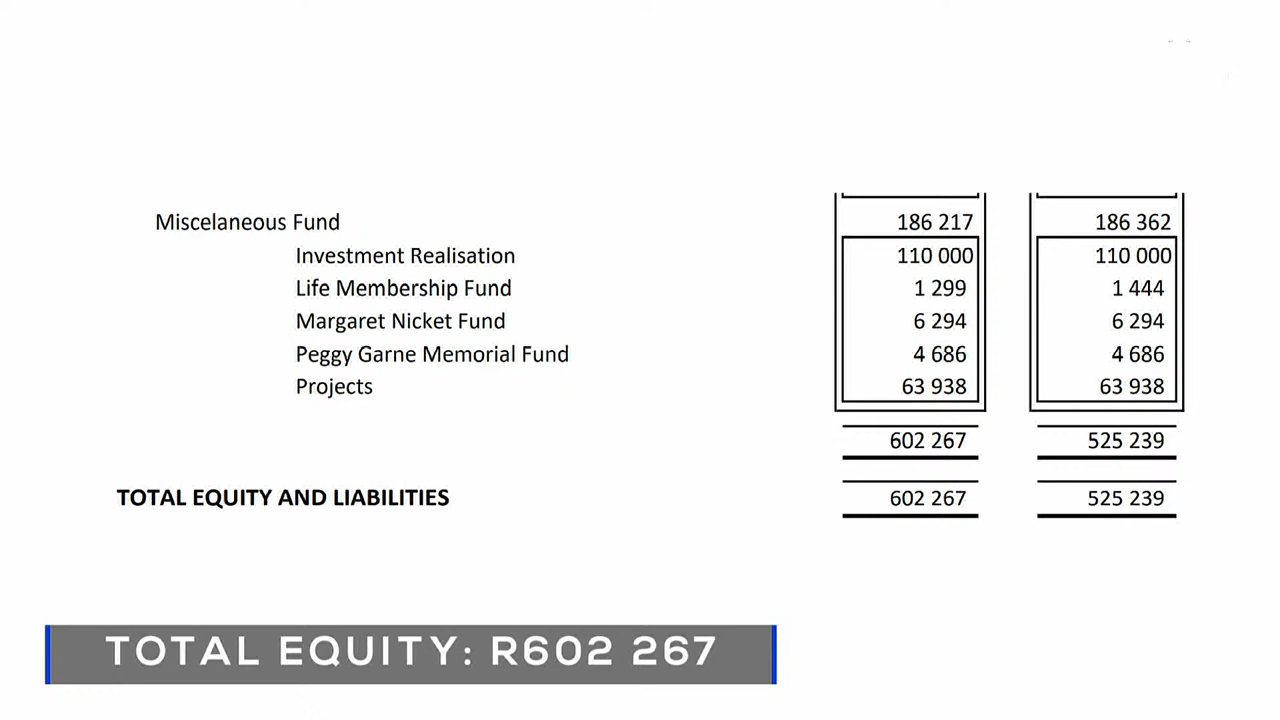 Miscelaneous Fund 186 217 186 362
Investment Realisation 110 000 110 000
Life Membership Fund 1 299 1 444
Margaret Nicket Fund 6 294 6 294
Peggy Garne Memorial Fund 4 686 4 686
Projects 63 938 63 938
602 267 525 239
TOTAL EQUITY AND LIABILITIES 602 267 525 239
TOTAL EQUITY: R602 267